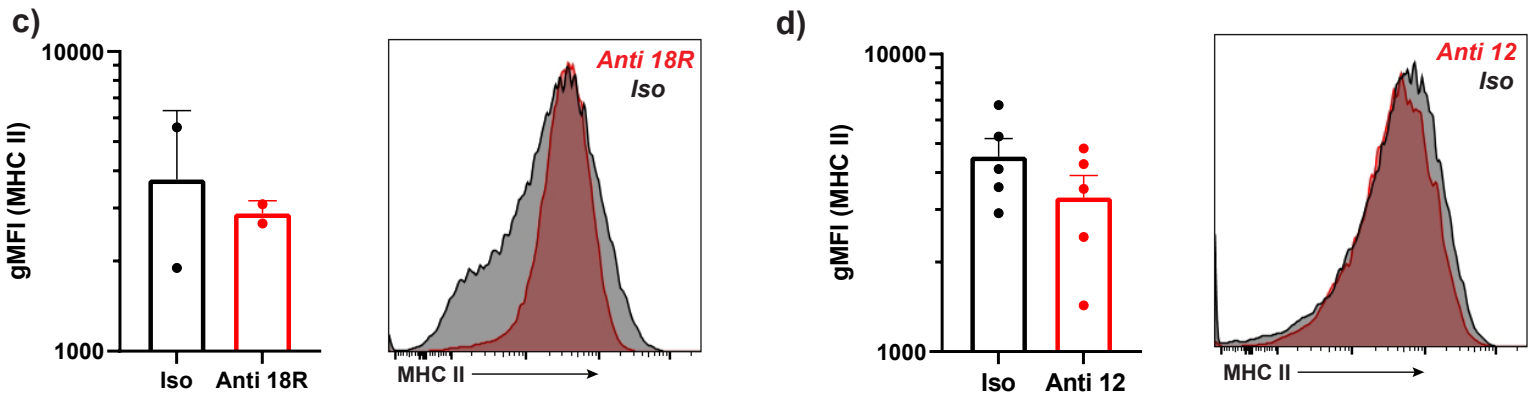 c)
10000
1000
gMFI (MHC II)
Iso
Anti 18R
Anti 18R
Iso
MHC II
d)
10000
1000
gMFI (MHC II)
Iso
Anti 12
Anti 12
Iso
MHC II